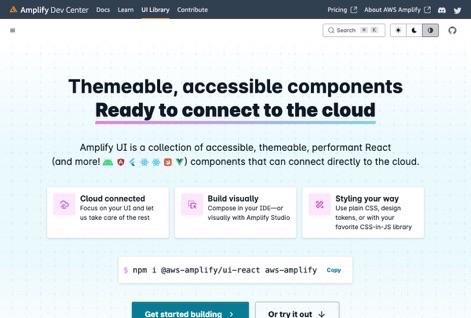 Amplify Dev Center Docs Learn UI Library Contribute Pricing About AWS Amplify
Search ⌘ K
Themeable, accessible components
Ready to connect to the cloud
Amplify UI is a collection of accessible, themeable, performant React
(and more! ) components that can connect directly to the cloud.
Cloud connected
Focus on your UI and let
us take care of the rest
Build visually
Compose in your IDE—or
visually with Amplify Studio
Styling your way
Use plain CSS, design
tokens, or with your
favorite CSS-in-JS library
$ npm i @aws-amplify/ui-react aws-amplify Copy
Get started building
Or try it out